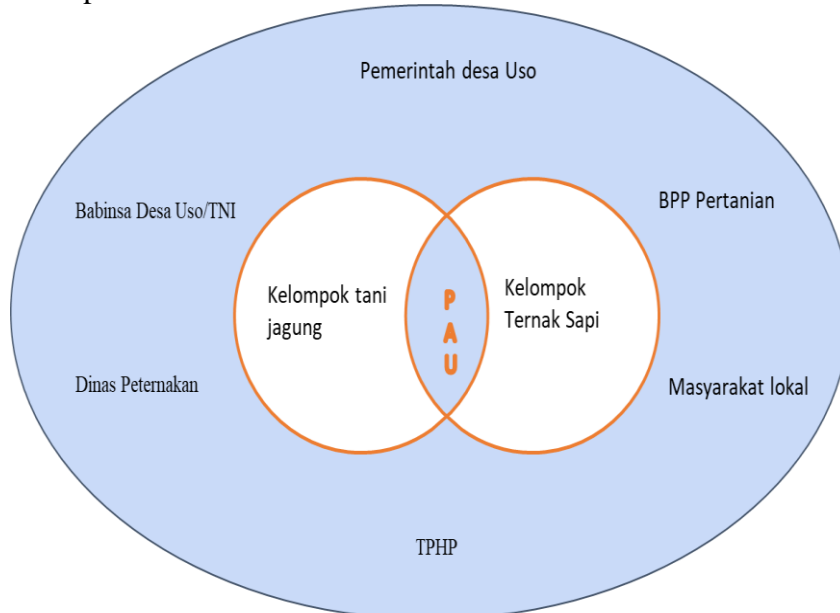 Pemerintah desa Uso
Babinsa Desa Uso/TNI
BPP Pertanian
Kelompok tani
jagung
P
A
U
Kelompok
Ternak Sapi
Dinas Peternakan
Masyarakat lokal
TPHP